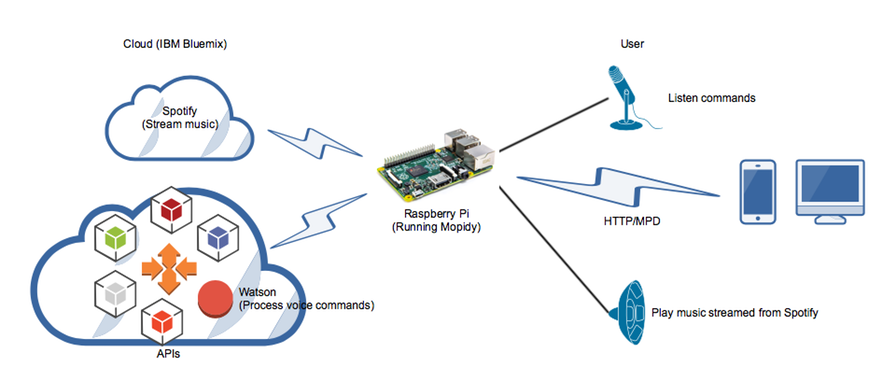 Cloud (IBM Bluemix)
User
Spotify
(Stream music)
Listen commands
Raspberry Pi
(Running Mopidy)
HTTP/MPD
Watson
(Process voice commands)
Play music streamed from Spotify
APIs